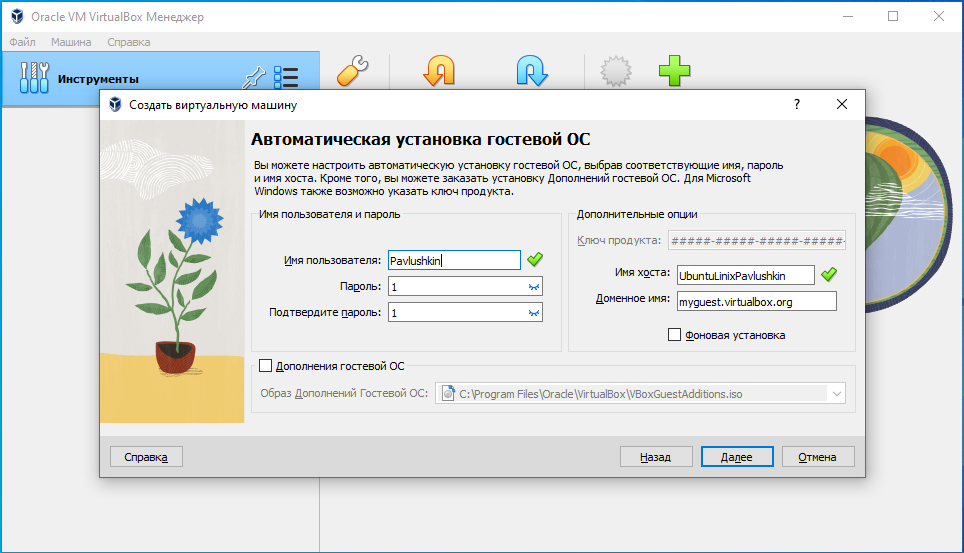 Oracle VM VirtualBox Менеджер
Файл Машина Справка
Инструменты
Создать виртуальную машину
?
Автоматическая установка гостевой ОС
Вы можете настроить автоматическую установку гостевой ОС, выбрав соответствующие имя, пароль
и имя хоста. Кроме того, вы можете заказать установку Дополнений гостевой ОС. Для Microsoft
Windows также возможно указать ключ продукта.
Имя пользователя и пароль
Имя пользователя: Pavlushkin
Пароль: 1
Подтвердите пароль: 1
Дополнительные опции
Ключ продукта: #####-#####-#####-#####-
Имя хоста: UbuntuLinixPavlushkin
Доменное имя: myguest.virtualbox.org
Фоновая установка
Дополнения гостевой ОС
Образ Дополнений Гостевой ОС: C:\Program Files\Oracle\VirtualBox\VBoxGuestAdditions.iso
Справка Назад Далее Отмена